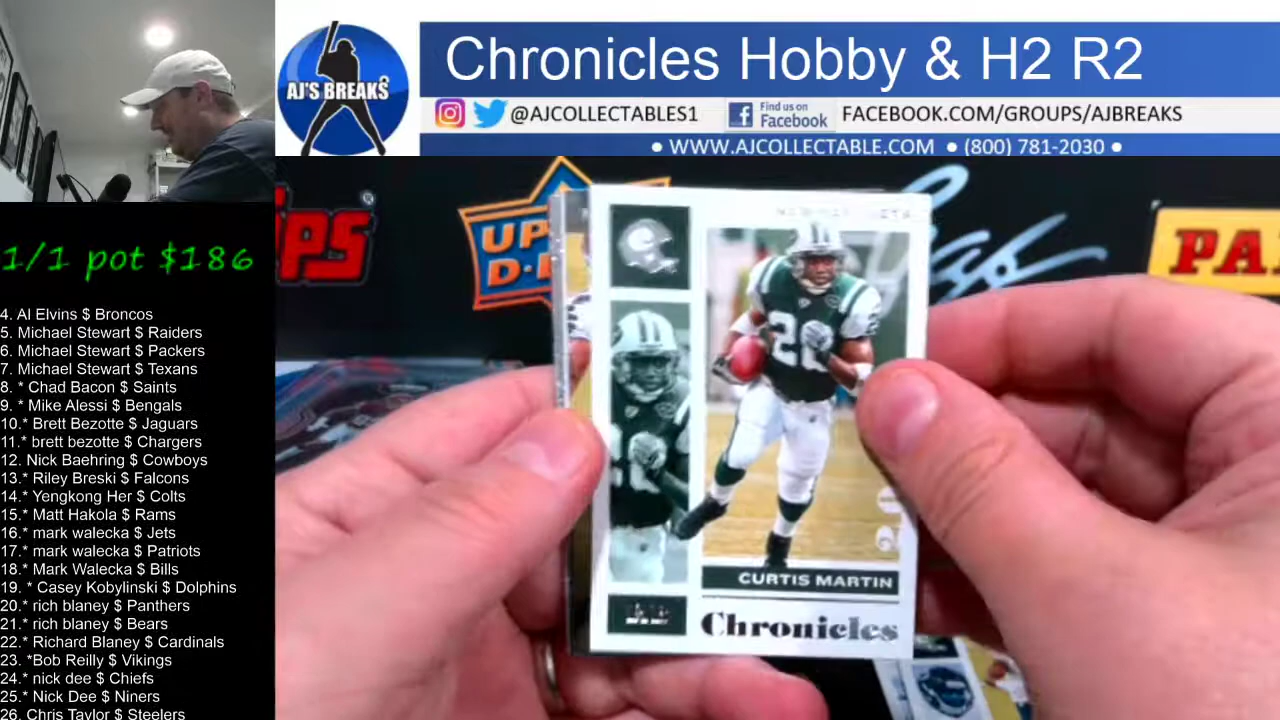 Chronicles Hobby & H2 R2
AJ'S BREAKS
@AJCOLLECTABLES1
Find us on
Facebook
FACEBOOK.COM/GROUPS/AJBREAKS
• WWW.AJCOLLECTABLE.COM • (800) 781-2030 •
1/1 pot $186
4. Al Elvins $ Broncos
5. Michael Stewart $ Raiders
6. Michael Stewart $ Packers
7. Michael Stewart $ Texans
8. * Chad Bacon $ Saints
9. * Mike Alessi $ Bengals
10.* Brett Bezotte $ Jaguars
11.* brett bezotte $ Chargers
12. Nick Baehring $ Cowboys
13.* Riley Breski $ Falcons
14.* Yengkong Her $ Colts
15.* Matt Hakola $ Rams
16.* mark walecka $ Jets
17.* mark walecka $ Patriots
18.* Mark Walecka $ Bills
19. * Casey Kobylinski $ Dolphins
20.* rich blaney $ Panthers
21.* rich blaney $ Bears
22.* Richard Blaney $ Cardinals
23. *Bob Reilly $ Vikings
24.* nick dee $ Chiefs
25.* Nick Dee $ Niners
26. Chris Taylor $ Steelers
UP
D.
PA
28
CURTIS MARTIN
Chronicles